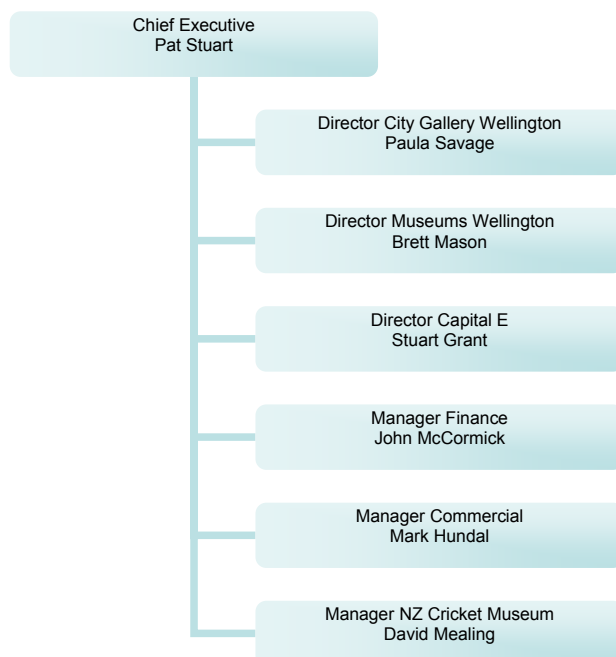 Chief Executive
Pat Stuart
Director City Gallery Wellington
Paula Savage
Director Museums Wellington
Brett Mason
Director Capital E
Stuart Grant
Manager Finance
John McCormick
Manager Commercial
Mark Hundal
Manager NZ Cricket Museum
David Mealing